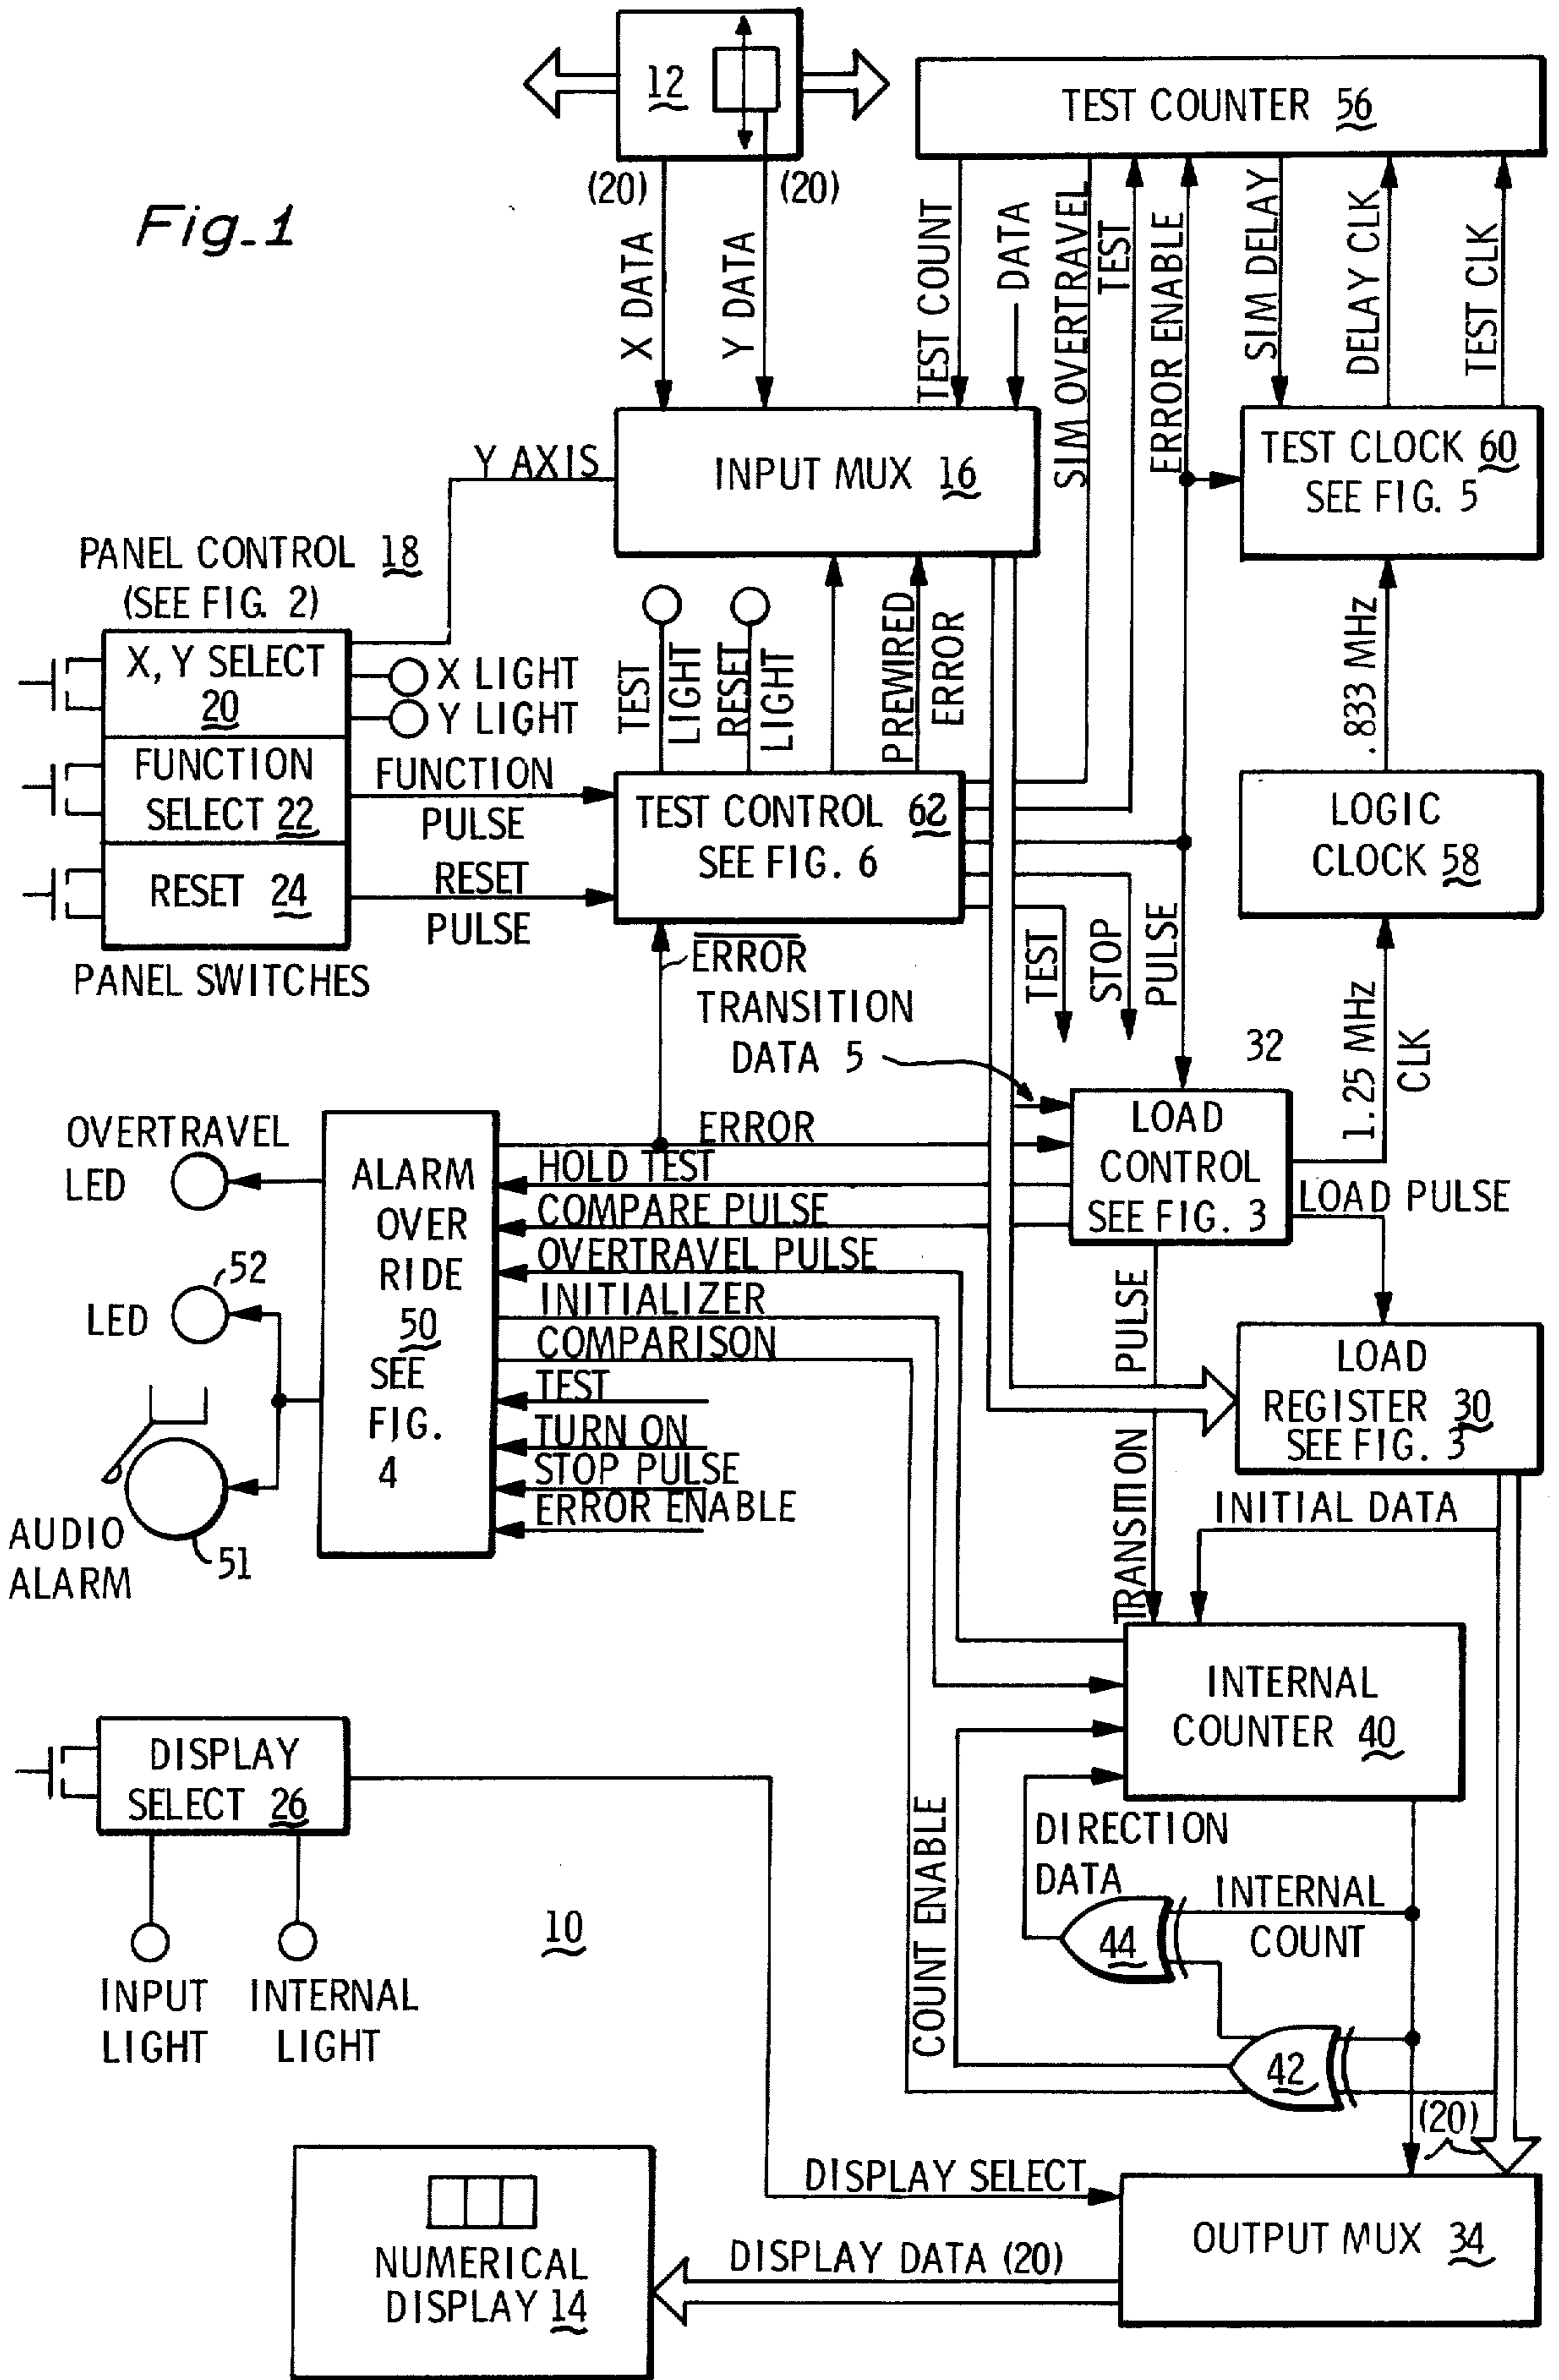 Fig-1
12
(20)
(20)
X DATA
Y DATA
TEST COUNTER 56
TEST COUNT
DATA
SIM OVERTRAVEL
TEST
ERROR ENABLE
SIM DELAY
DELAY CLK
TEST CLK
INPUT MUX 16
Y AXIS
TEST CLOCK 60
SEE FIG. 5
PANEL CONTROL 18
(SEE FIG. 2)
X, Y SELECT
20
X LIGHT
Y LIGHT
FUNCTION
SELECT 22
RESET 24
PANEL SWITCHES
FUNCTION
PULSE
RESET
PULSE
TEST
LIGHT
RESET
LIGHT
PREWIRED
ERROR
TEST CONTROL 62
SEE FIG. 6
.833 MHz
LOGIC
CLOCK 58
1.25 MHz
CLK
TEST
STOP
PULSE
ERROR
TRANSITION
DATA 5
32
LOAD
CONTROL
SEE FIG. 3
LOAD PULSE
OVERTRAVEL
LED
52
LED
AUDIO
ALARM
51
ALARM
OVER
RIDE
50
SEE
FIG.
4
ERROR
HOLD TEST
COMPARE PULSE
OVERTRAVEL PULSE
INITIALIZER
COMPARISON
TEST
TURN ON
STOP PULSE
ERROR ENABLE
TRANSITION
PULSE
LOAD
REGISTER 30
SEE FIG. 3
INITIAL DATA
INTERNAL
COUNTER 40
DISPLAY
SELECT 26
INPUT
LIGHT
INTERNAL
LIGHT
10
COUNT ENABLE
DIRECTION
DATA
44
INTERNAL
COUNT
42
(20)
DISPLAY SELECT
OUTPUT MUX 34
DISPLAY DATA (20)
NUMERICAL
DISPLAY 14